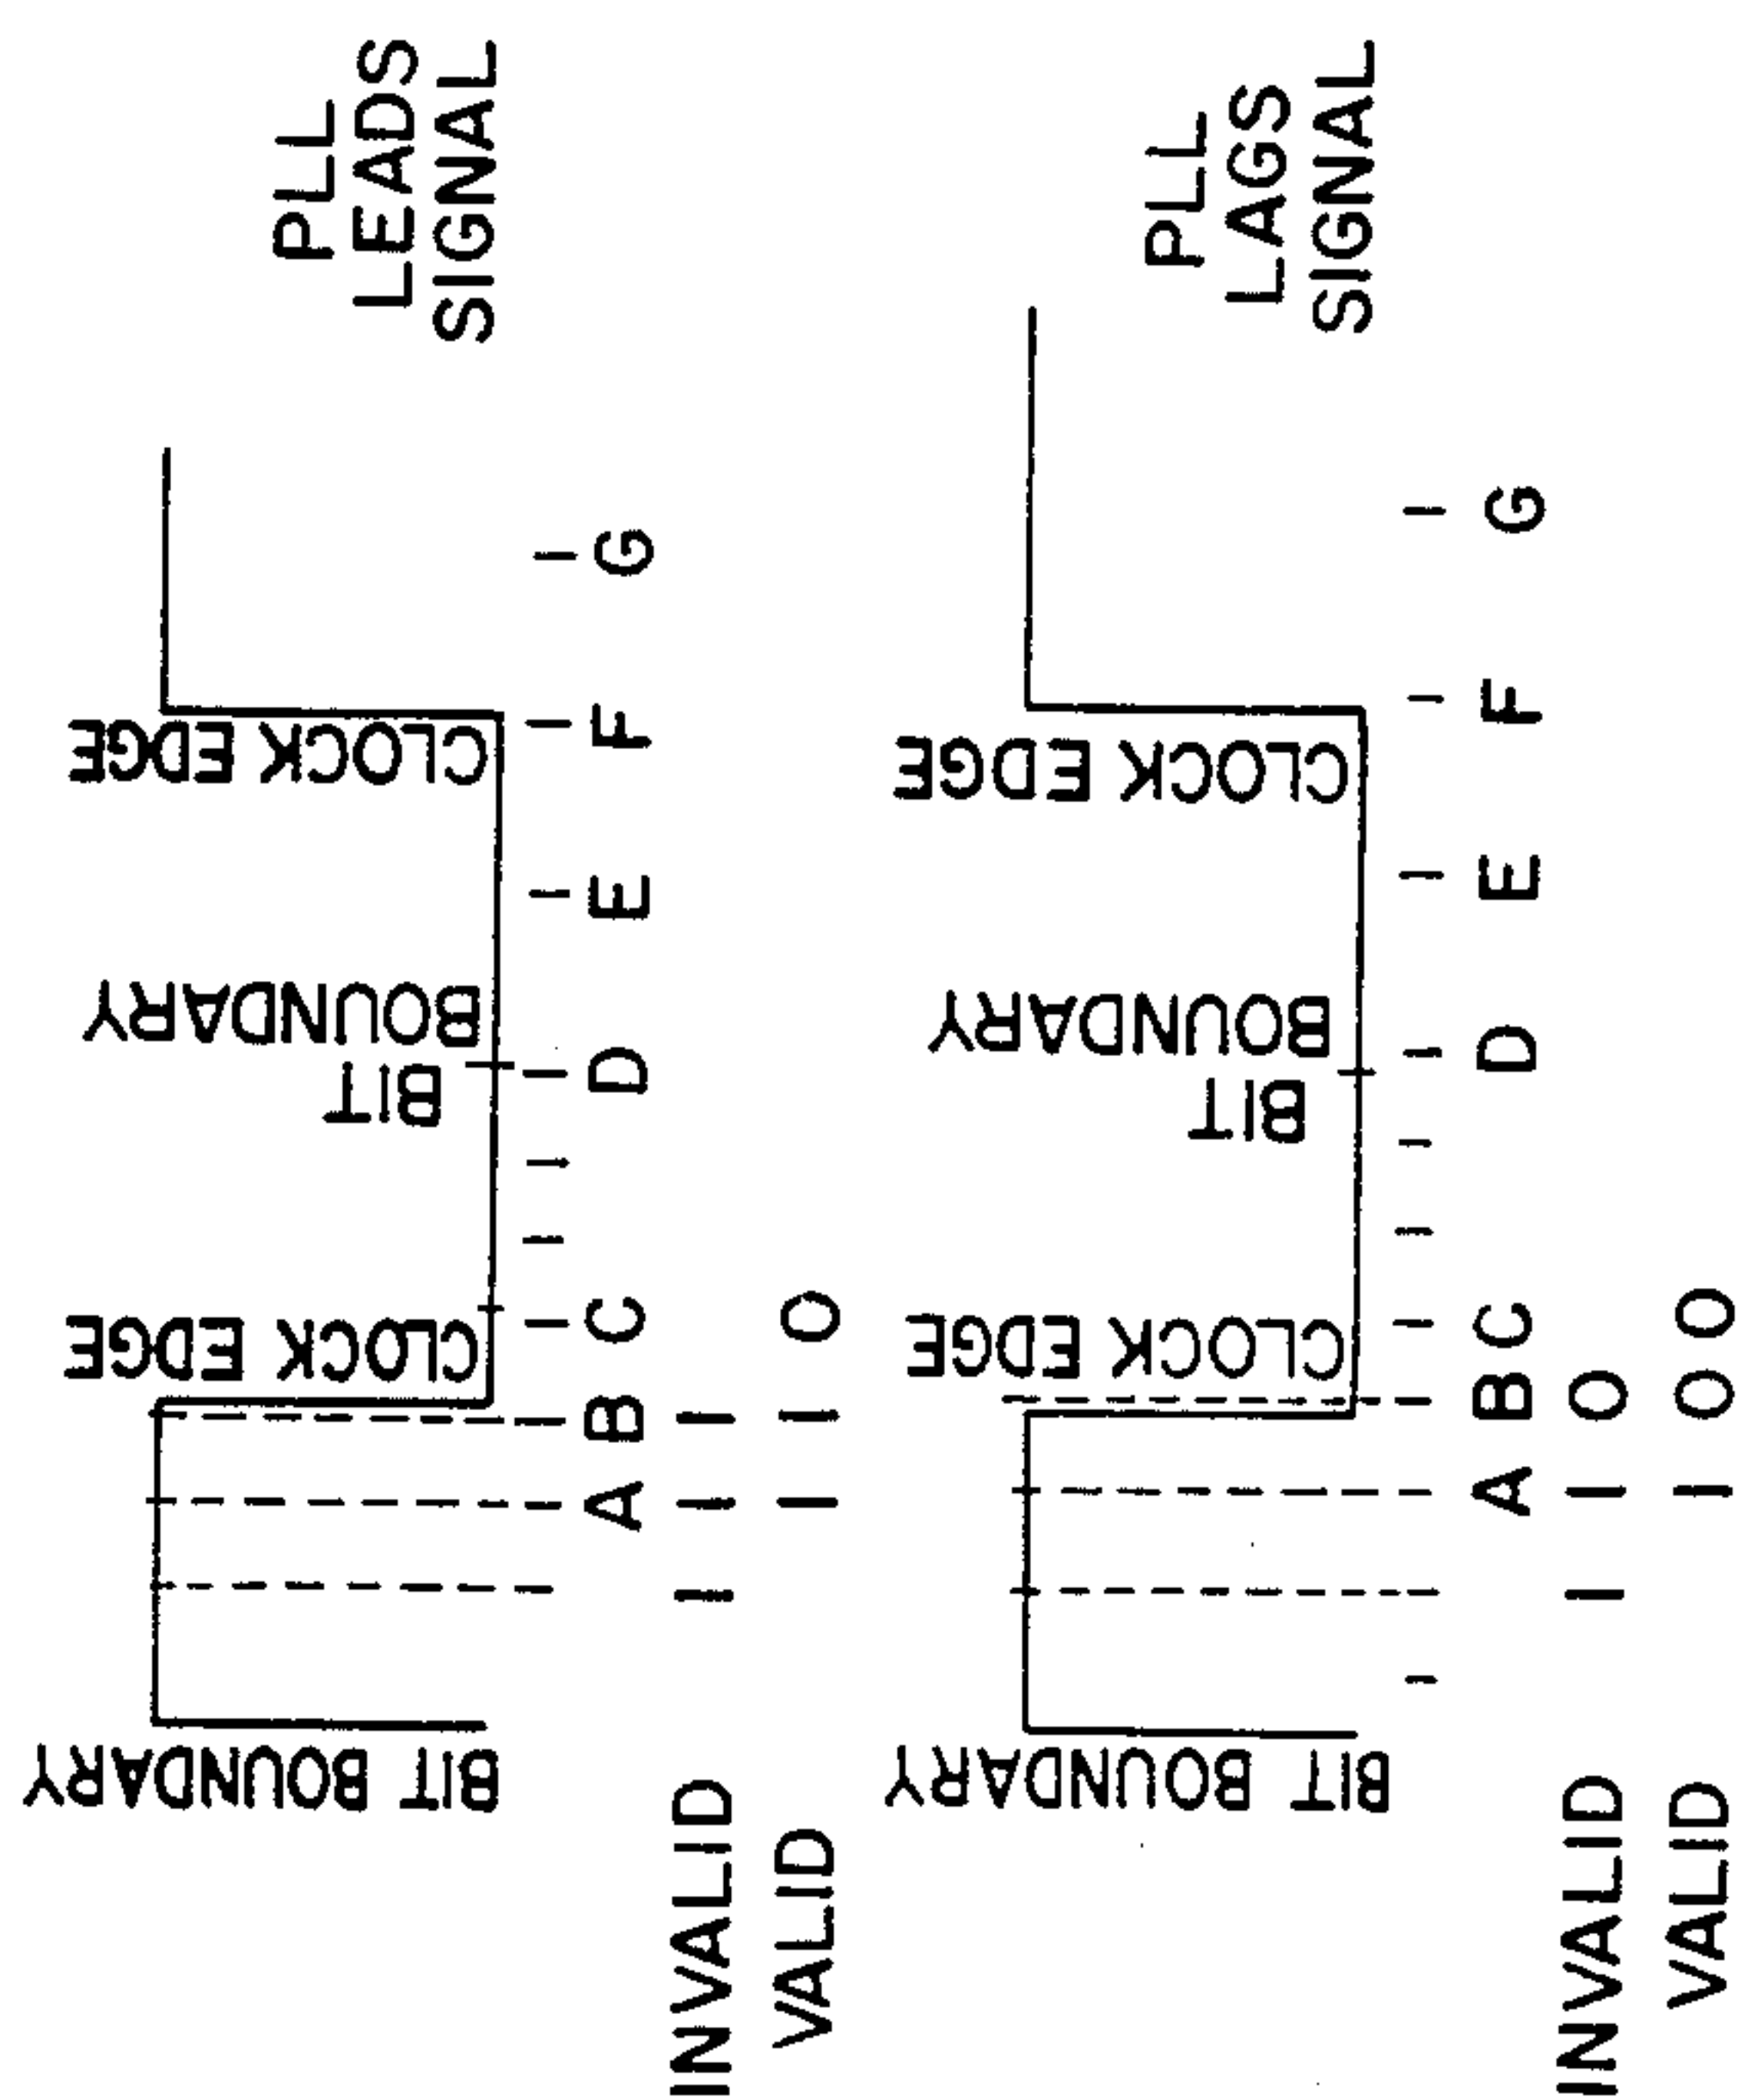 BIT BOUNDARY
CLOCK EDGE
BIT
BOUNDARY
CLOCK EDGE
PLL
LEADS
SIGNAL
A B C D E F G
INVALID 1 1 1
VALID 1 1 0
BIT BOUNDARY
CLOCK EDGE
BIT
BOUNDARY
CLOCK EDGE
PLL
LAGS
SIGNAL
A B C D E F G
INVALID 1 1 0
VALID 1 0 0